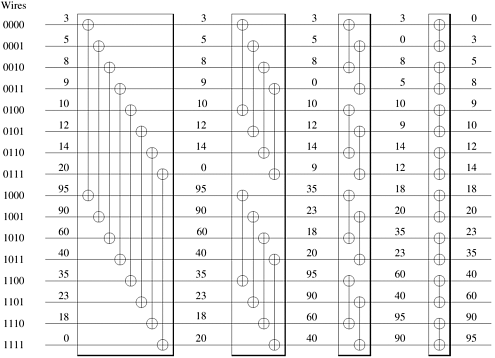 Wires
0000 3 3 3 3 0
0001 5 5 5 0 3
0010 8 8 8 8 5
0011 9 9 0 5 8
0100 10 10 10 10 9
0101 12 12 12 9 10
0110 14 14 14 14 12
0111 20 0 9 12 14
1000 95 95 35 18 18
1001 90 90 23 20 20
1010 60 60 18 35 23
1011 40 40 20 23 35
1100 35 35 95 60 40
1101 23 23 90 40 60
1110 18 18 60 95 90
1111 0 20 40 90 95